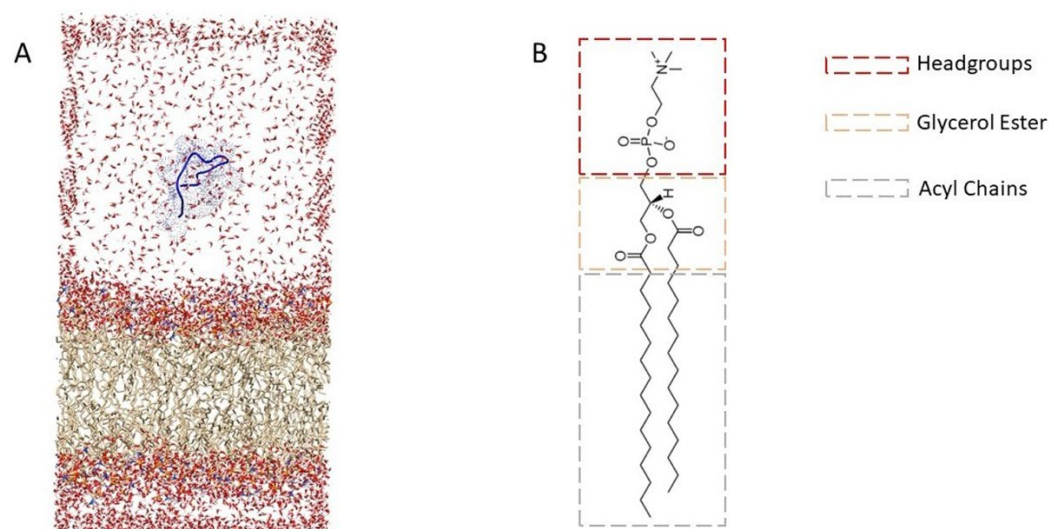 A
B
N
+
O
O
P
O
-
O
H
O
O
O
O
Headgroups
Glycerol Ester
Acyl Chains